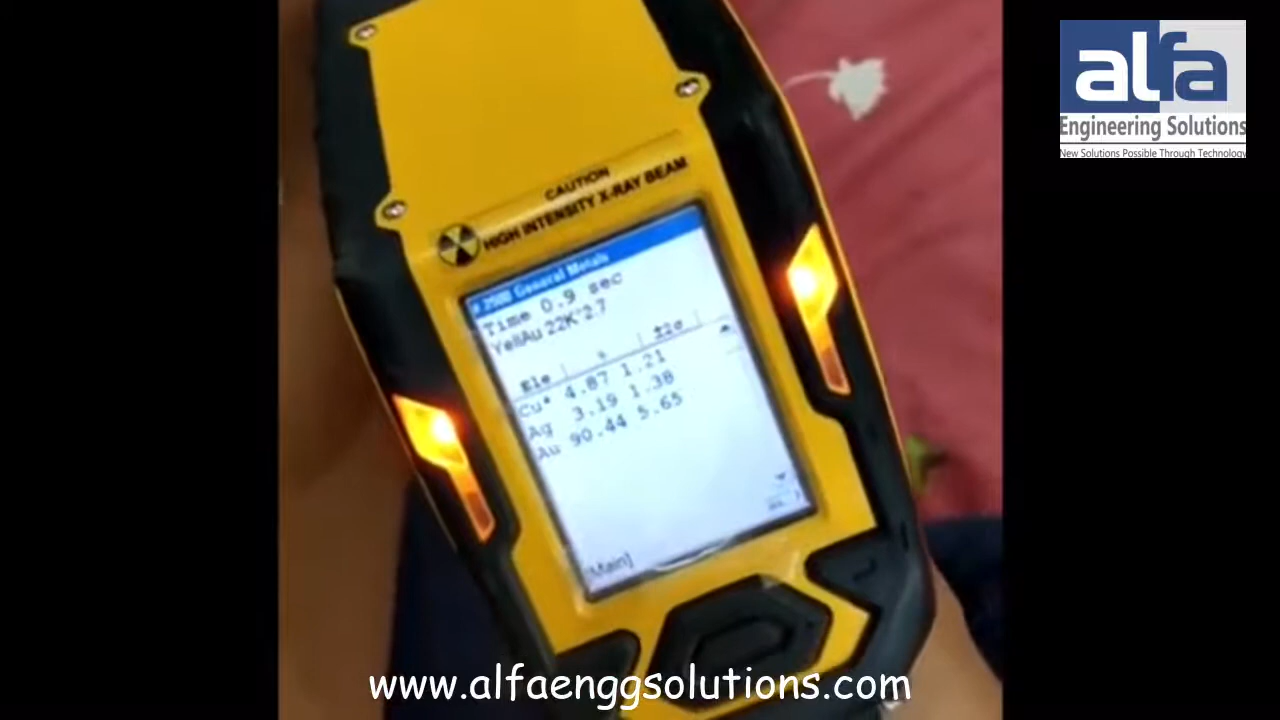 alfa
Engineering Solutions
New Solutions Possible Through Technology
CAUTION
HIGH INTENSITY X-RAY BEAM
General Metals
Time 0.9 sec
YellAu 22K 2.7
Ele % ±2σ
Cu* 4.87 1.21
Ag 3.19 1.38
Au 90.44 5.65
[Main]
www.alfaenggsolutions.com